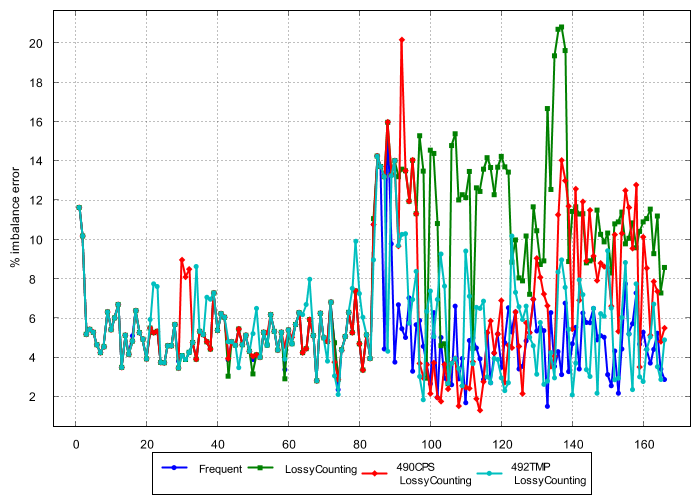 20
18
16
14
12
10
8
6
4
2
% imbalance error
0 20 40 60 80 100 120 140 160
Frequent LossyCounting 490CPS 492TMP
LossyCounting LossyCounting